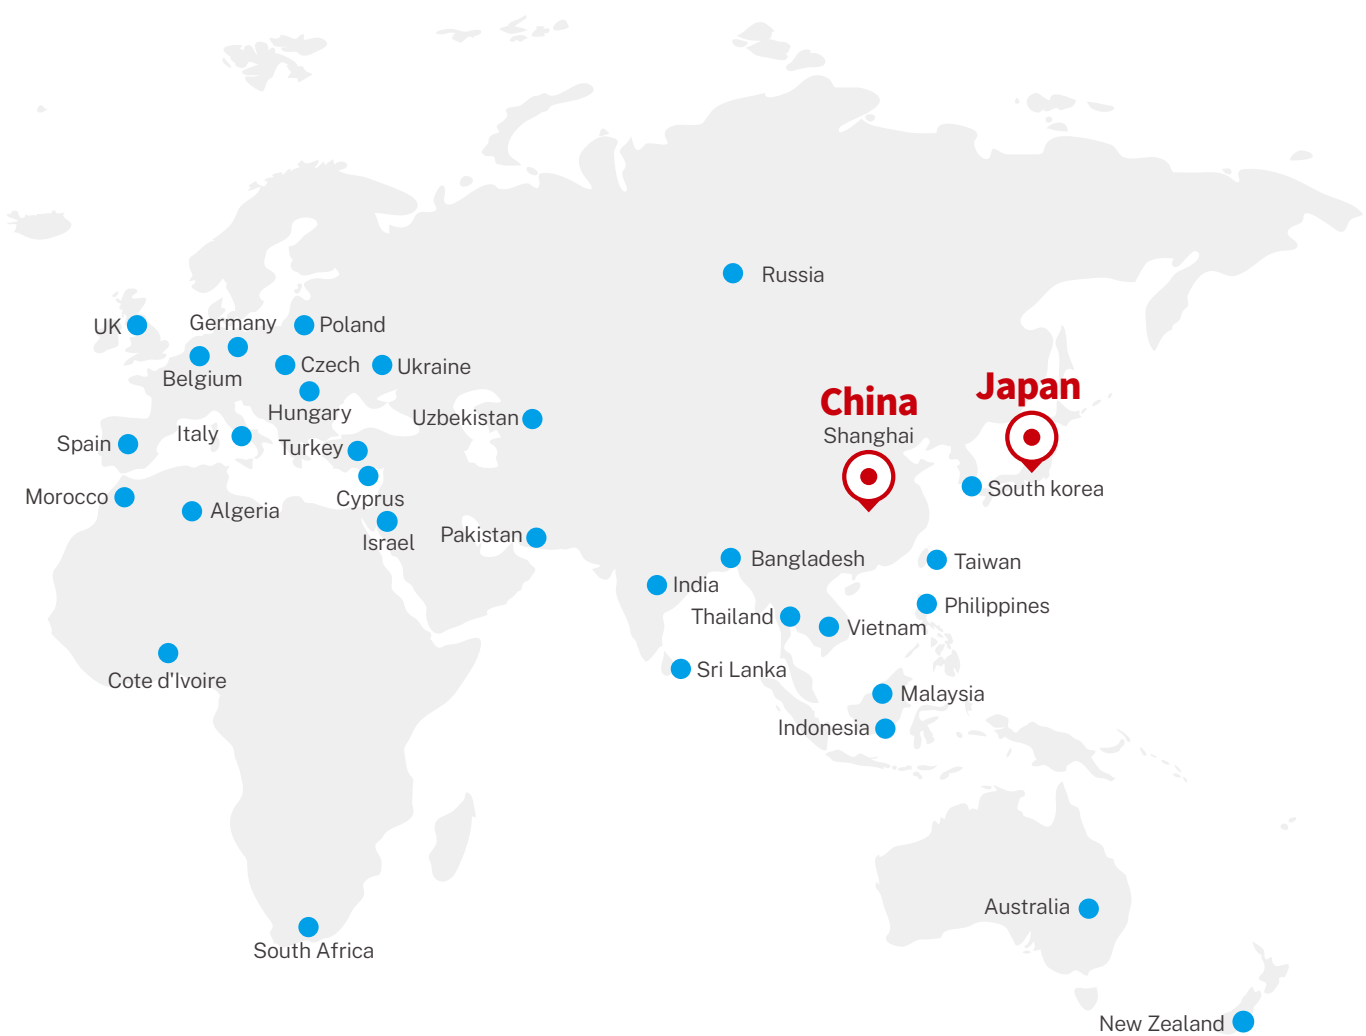 Russia
UK
Germany
Poland
Belgium
Czech
Ukraine
Hungary
Japan
China
Shanghai
Uzbekistan
Italy
Spain
Turkey
Morocco
Cyprus
Algeria
South korea
Israel
Pakistan
Bangladesh
Taiwan
India
Philippines
Thailand
Vietnam
Sri Lanka
Cote d'Ivoire
Malaysia
Indonesia
Australia
South Africa
New Zealand